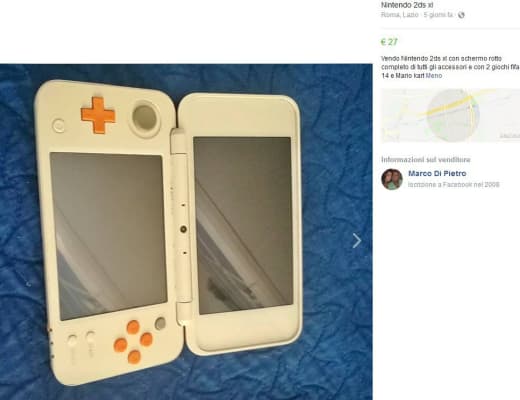 Nintendo 2ds xl
Roma, Lazio · 5 giorni fa ·
€ 27
Vendo Nintendo 2ds xl con schermo rotto
completo di tutti gli accessori e con 2 giochi fifa
14 e Mario kart Meno
Informazioni sul venditore
Marco Di Pietro
Iscrizione a Facebook nel 2008